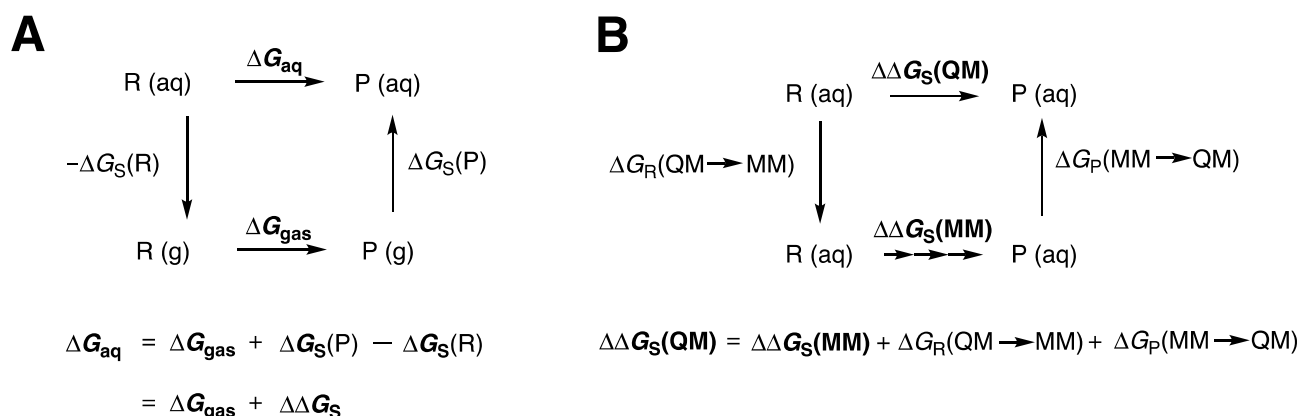 A
B
ΔG_aq
R (aq) P (aq)
−ΔG_S(R)
ΔG_S(P)
ΔG_gas
R (g) P (g)
ΔG_aq = ΔG_gas + ΔG_S(P) − ΔG_S(R)
= ΔG_gas + ΔΔG_S
ΔΔG_S(QM)
R (aq) P (aq)
ΔG_R(QM→MM)
ΔG_P(MM→QM)
ΔΔG_S(MM)
R (aq) P (aq)
ΔΔG_S(QM) = ΔΔG_S(MM) + ΔG_R(QM→MM) + ΔG_P(MM→QM)